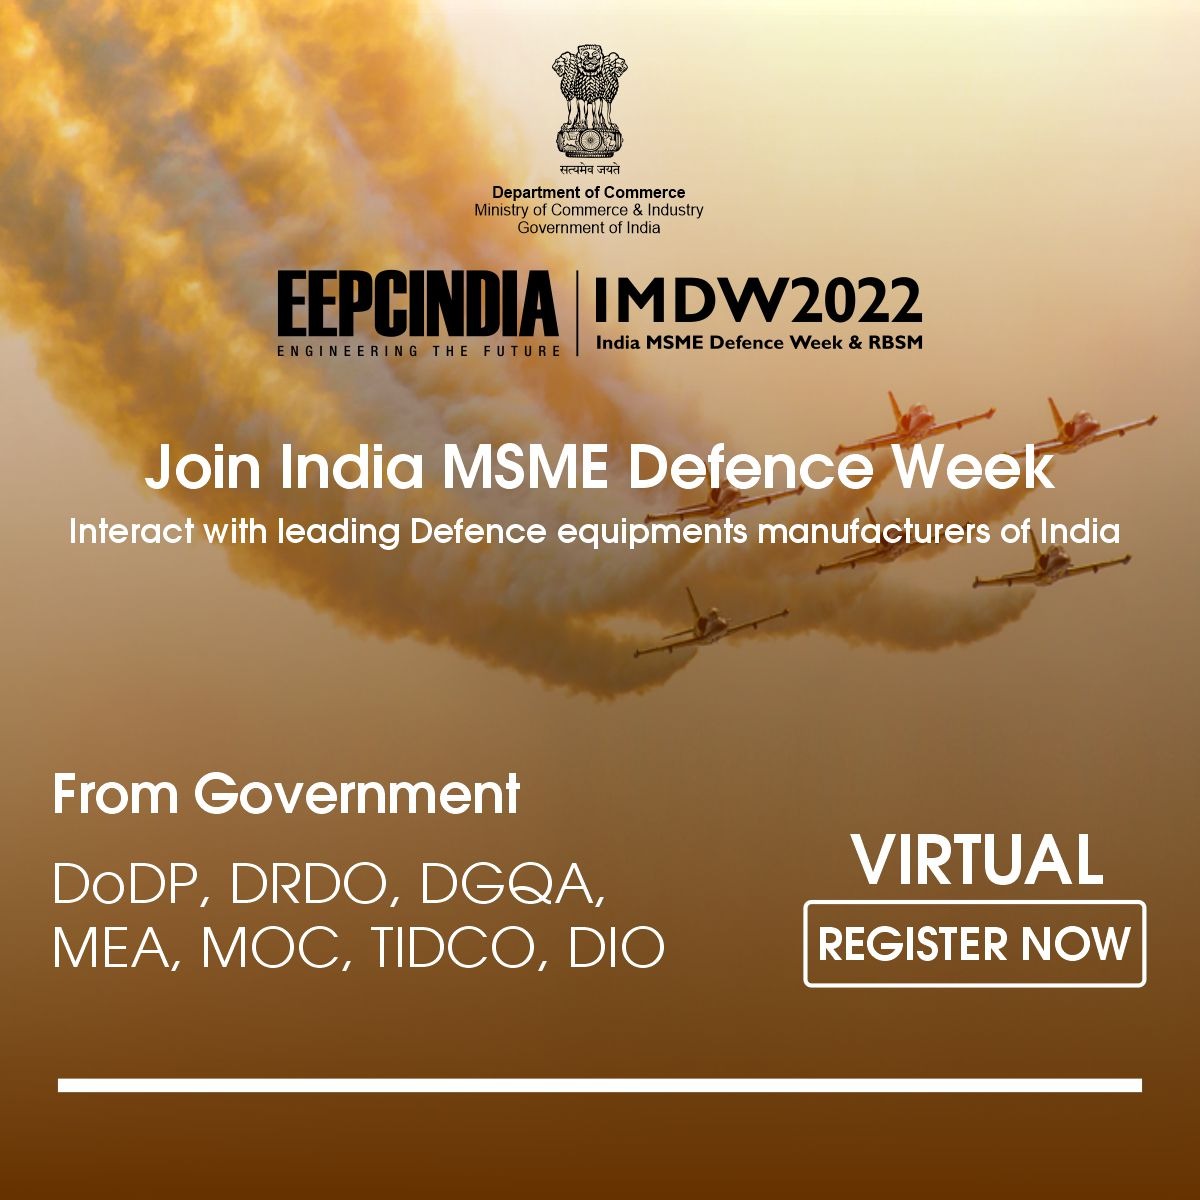 सत्यमेव जयते
Department of Commerce
Ministry of Commerce & Industry
Government of India
EEPCINDIA
ENGINEERING THE FUTURE
IMDW2022
India MSME Defence Week & RBSM
Join India MSME Defence Week
Interact with leading Defence equipments manufacturers of India
From Government
DoDP, DRDO, DGQA,
MEA, MOC, TIDCO, DIO
VIRTUAL
REGISTER NOW